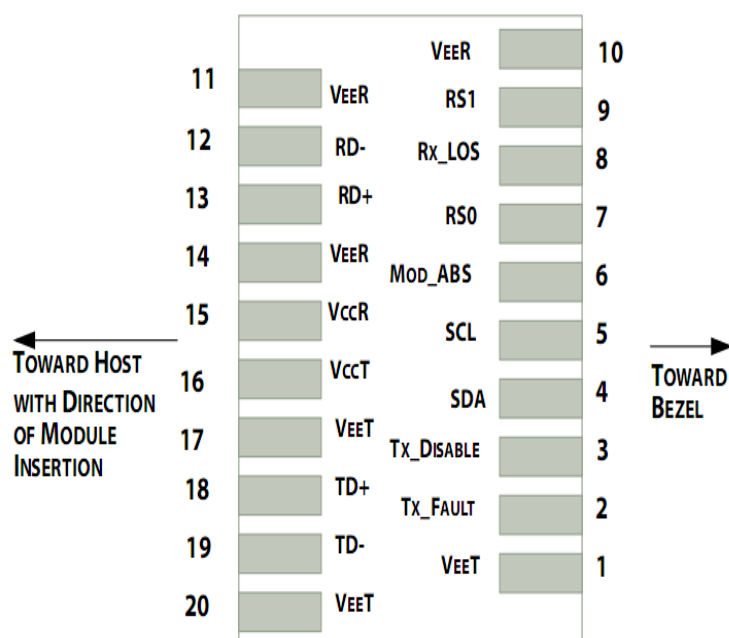 VEER 10
11 VEER
RS1 9
12 RD-
RX_LOS 8
13 RD+
RS0 7
14 VEER
MOD_ABS 6
15 VCCR
SCL 5
16 VCCT
SDA 4
17 VEET
TX_DISABLE 3
18 TD+
TX_FAULT 2
19 TD-
VEET 1
20 VEET
TOWARD HOST
WITH DIRECTION
OF MODULE
INSERTION
TOWARD
BEZEL